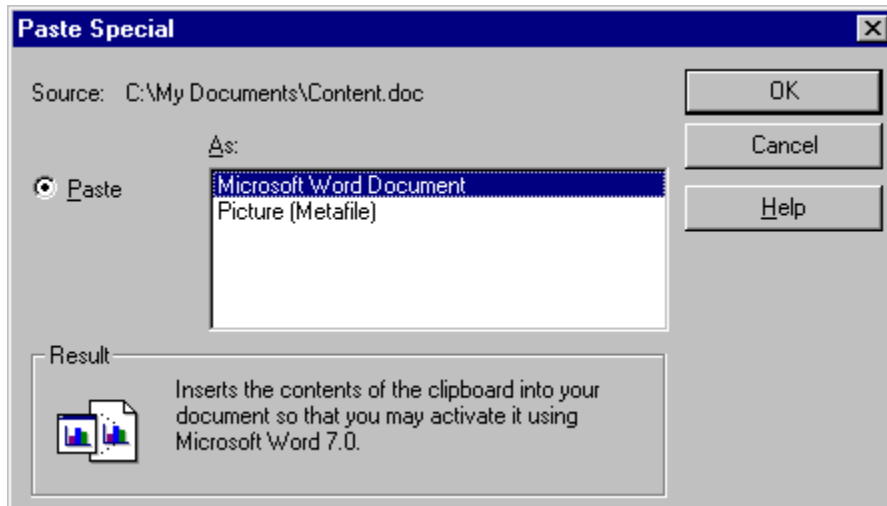 Paste Special
Source: C:\My Documents\Content.doc
OK
As:
Cancel
Paste
Microsoft Word Document
Picture (Metafile)
Help
Result
Inserts the contents of the clipboard into your
document so that you may activate it using
Microsoft Word 7.0.